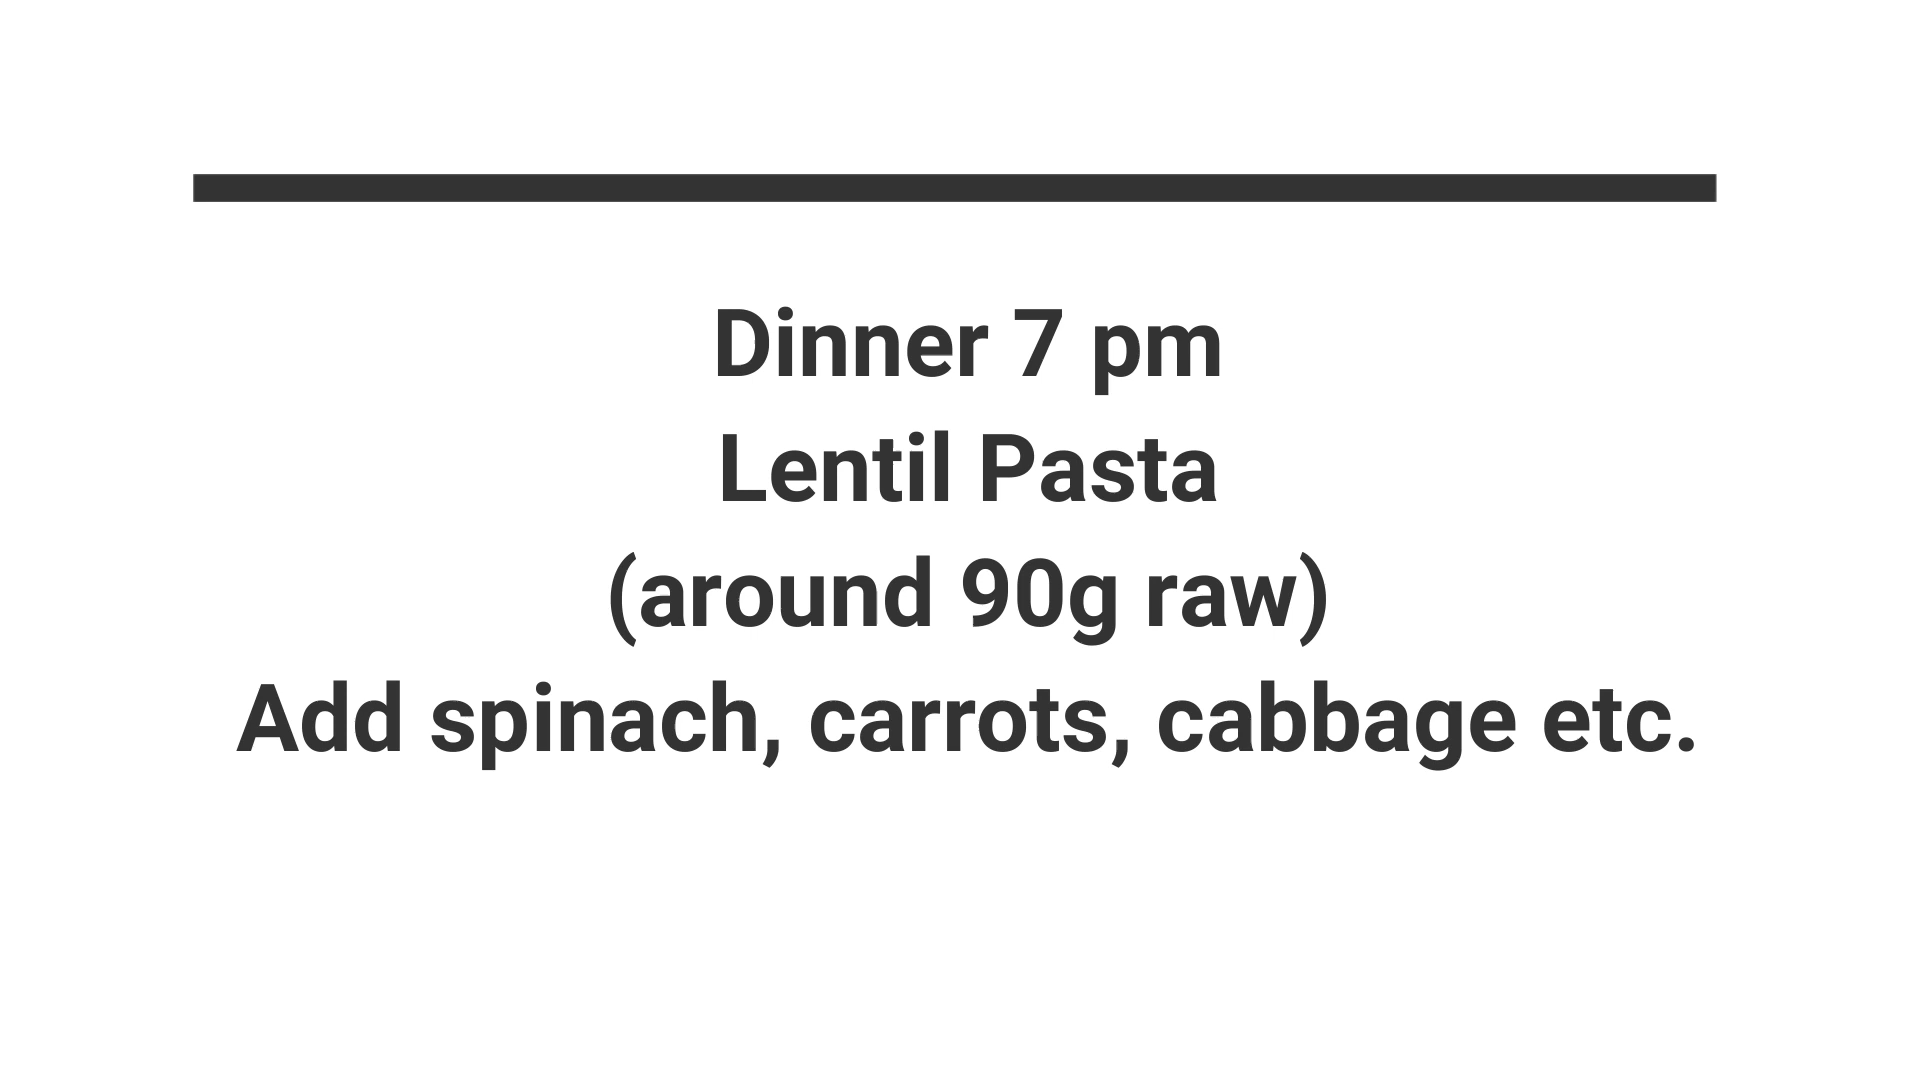 Dinner 7 pm
Lentil Pasta
(around 90g raw)
Add spinach, carrots, cabbage etc.